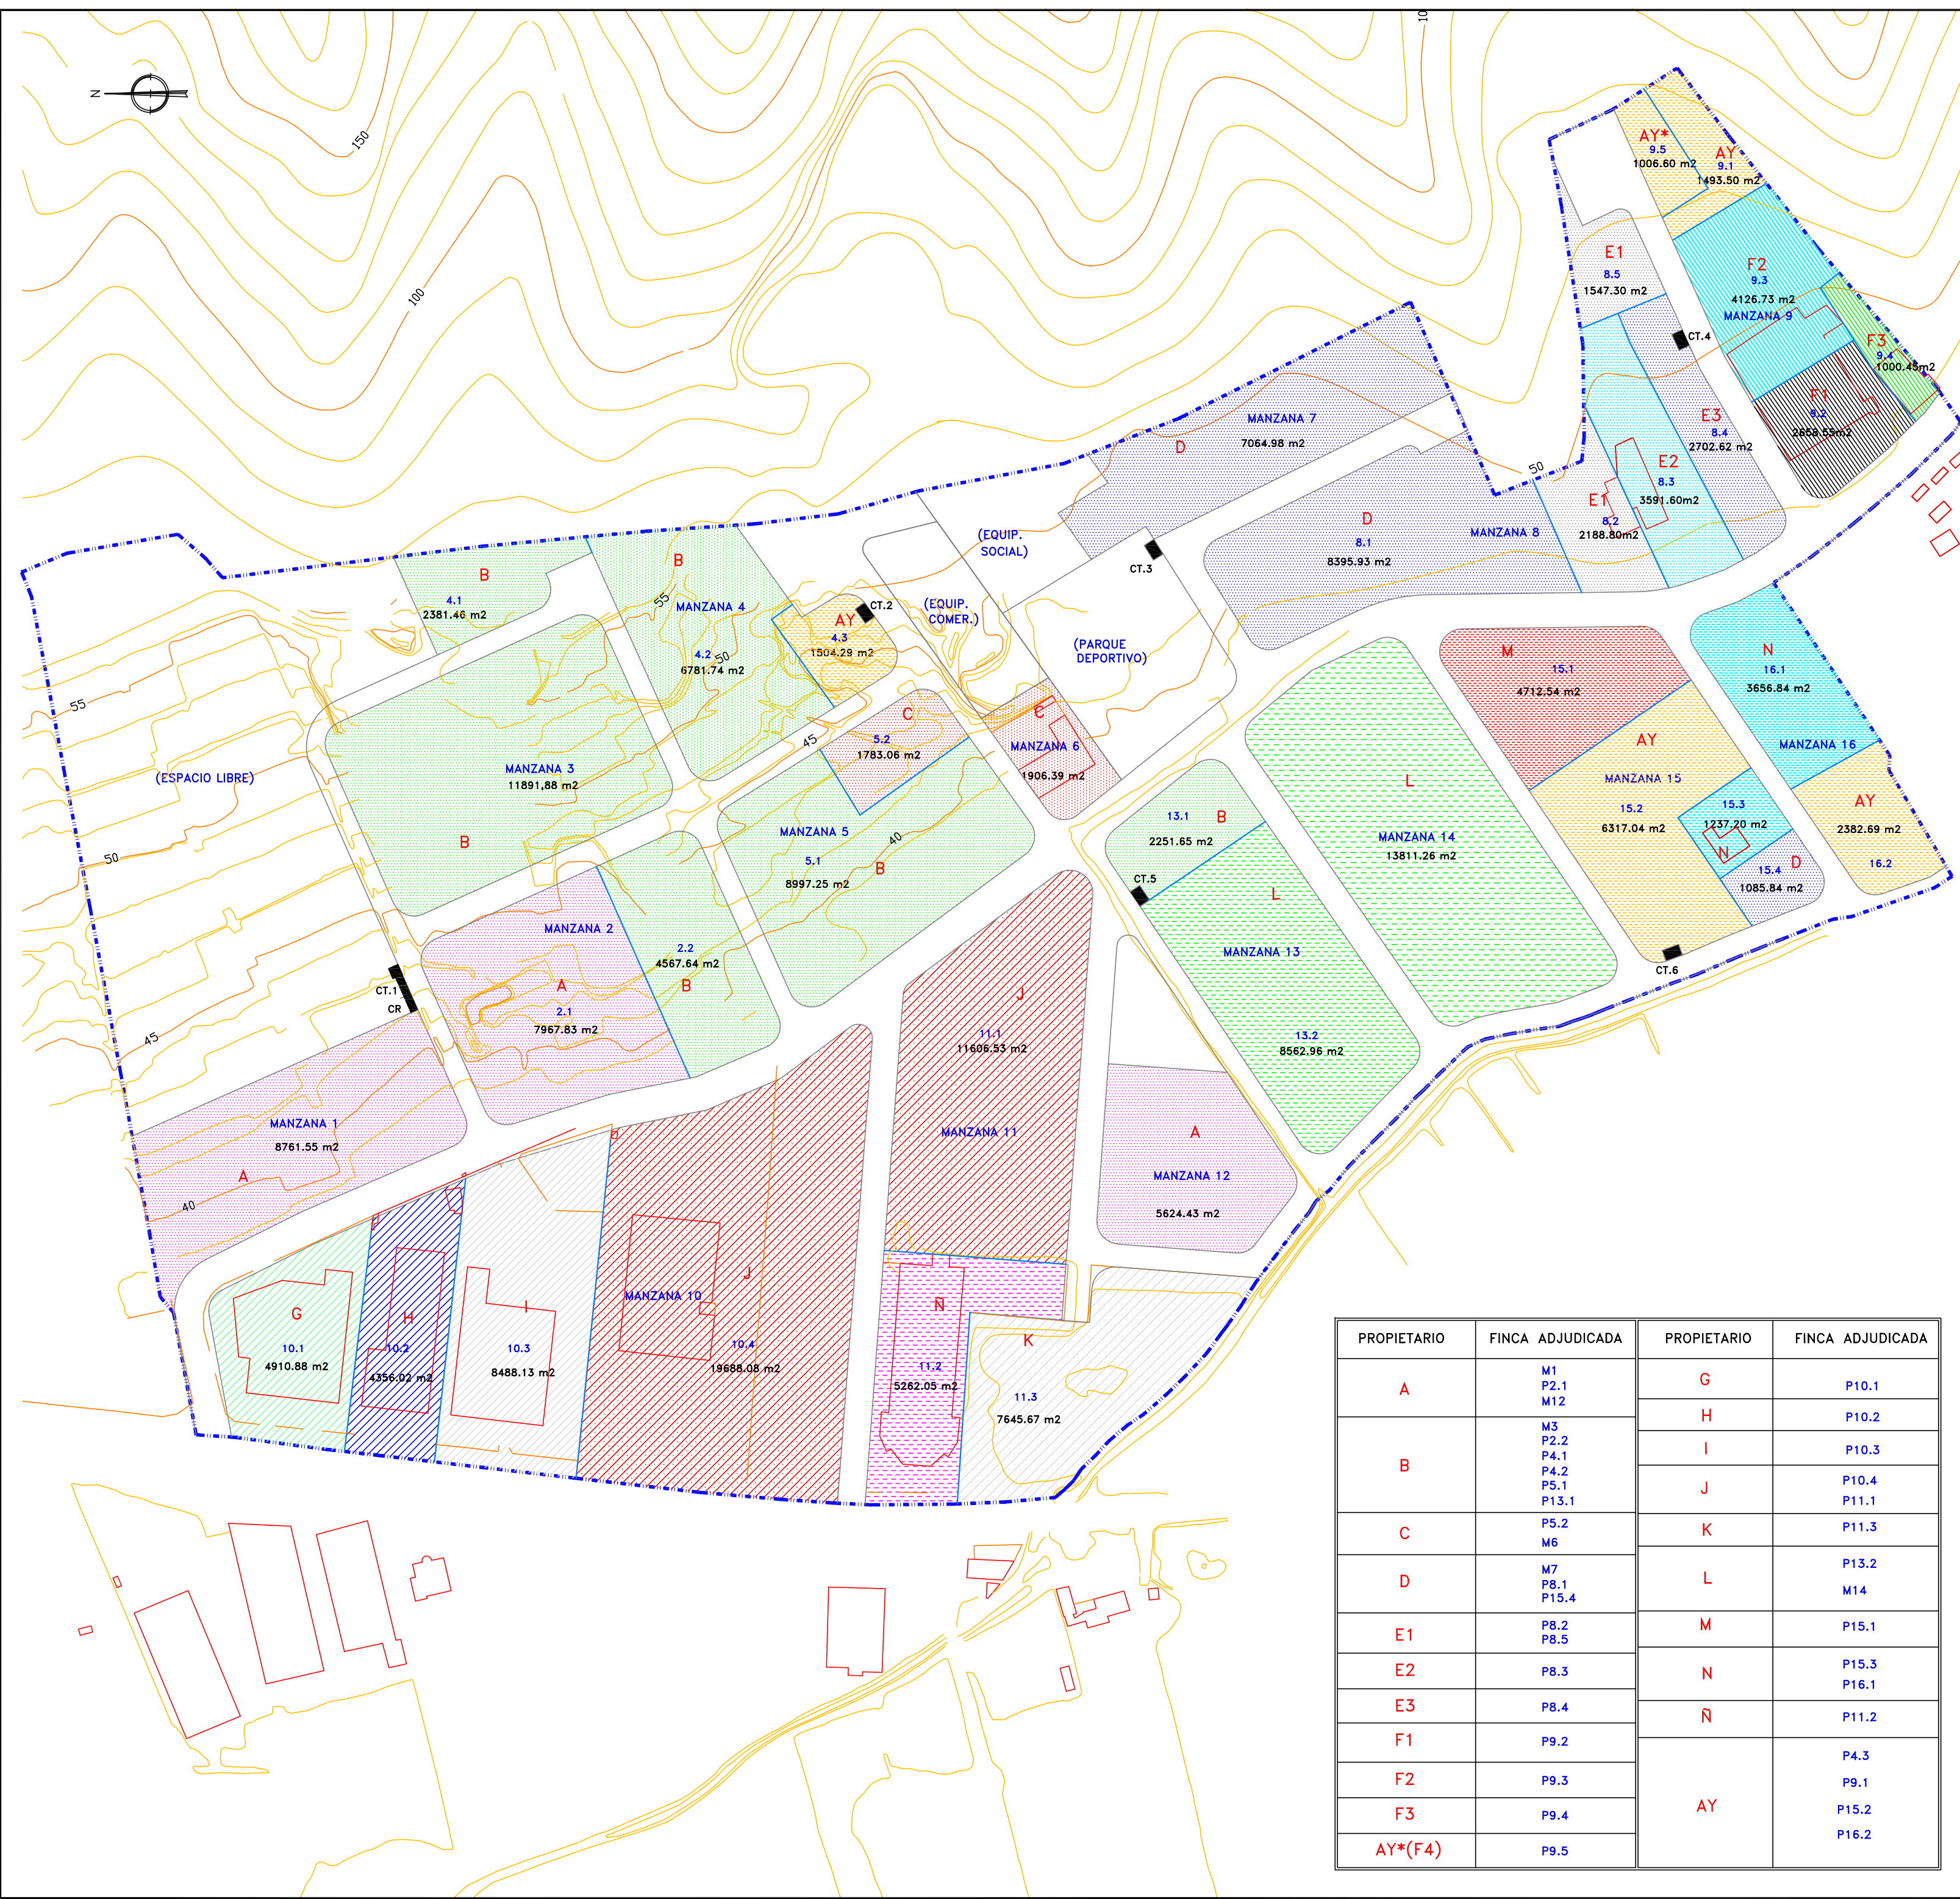 N
150
100
10
AY*
9.5
1006.60 m2
AY
9.1
1493.50 m2
E1
8.5
1547.30 m2
F2
9.3
4126.73 m2
MANZANA 9
CT.4
F3
9.4
1000.45m2
F1
9.2
2658.55m2
E3
8.4
2702.62 m2
MANZANA 7
7064.98 m2
D
50
E2
8.3
3591.60m2
E1
8.2
2188.80m2
D
8.1
8395.93 m2
MANZANA 8
CT.3
(EQUIP.
SOCIAL)
(EQUIP.
COMER.)
(PARQUE
DEPORTIVO)
B
4.1
2381.46 m2
B
MANZANA 4
55
4.2
6781.74 m2
50
AY
4.3
1504.29 m2
CT.2
55
50
45
40
(ESPACIO LIBRE)
MANZANA 3
11891,88 m2
B
45
C
5.2
1783.06 m2
C
MANZANA 6
1906.39 m2
MANZANA 5
5.1
8997.25 m2
B
40
M
15.1
4712.54 m2
N
16.1
3656.84 m2
MANZANA 16
AY
2382.69 m2
16.2
AY
MANZANA 15
15.2
6317.04 m2
15.3
1237.20 m2
N
15.4
D
1085.84 m2
CT.6
L
MANZANA 14
13811.26 m2
13.1
B
2251.65 m2
CT.5
L
MANZANA 13
13.2
8562.96 m2
MANZANA 2
A
2.1
7967.83 m2
2.2
4567.64 m2
B
CT.1
CR
MANZANA 1
8761.55 m2
A
J
11.1
11606.53 m2
MANZANA 11
A
MANZANA 12
5624.43 m2
G
10.1
4910.88 m2
H
10.2
4356.02 m2
I
10.3
8488.13 m2
J
MANZANA 10
10.4
19688.08 m2
Ñ
11.2
5262.05 m2
K
11.3
7645.67 m2
PROPIETARIO FINCA ADJUDICADA PROPIETARIO FINCA ADJUDICADA
A
M1
P2.1
M12
B
M3
P2.2
P4.1
P4.2
P5.1
P13.1
C
P5.2
M6
D
M7
P8.1
P15.4
E1
P8.2
P8.5
E2 P8.3
E3 P8.4
F1 P9.2
F2 P9.3
F3 P9.4
AY*(F4) P9.5
G P10.1
H P10.2
I P10.3
J
P10.4
P11.1
K P11.3
L
P13.2
M14
M P15.1
N
P15.3
P16.1
Ñ P11.2
AY
P4.3
P9.1
P15.2
P16.2